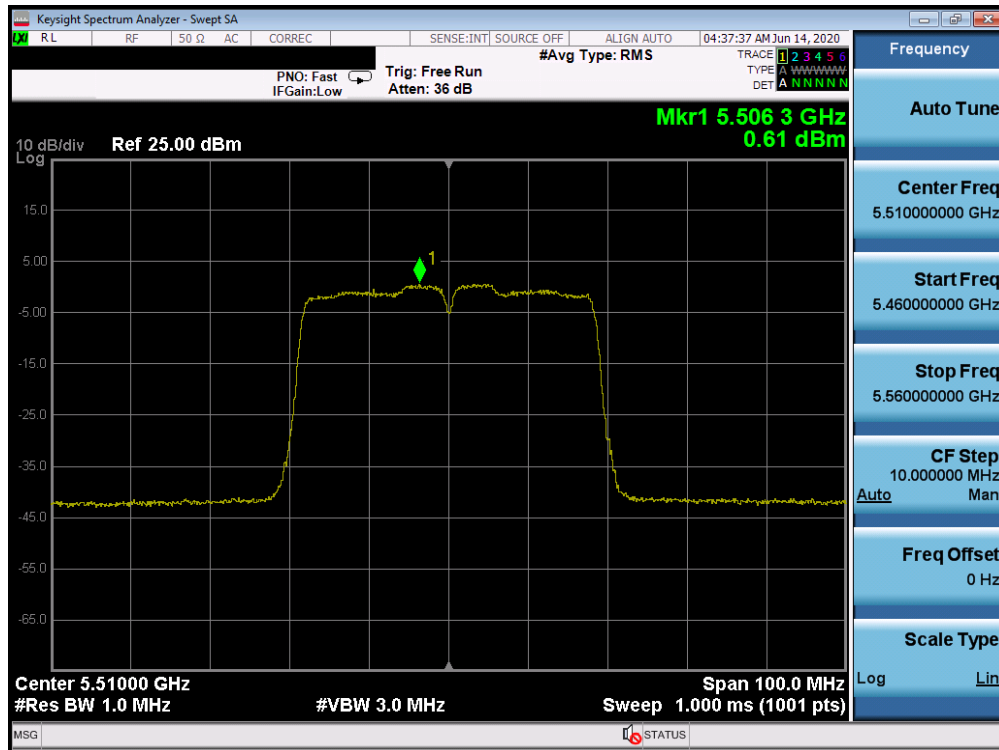 Keysight Spectrum Analyzer - Swept SA
LXI RL RF 50 Ω AC CORREC SENSE:INT SOURCE OFF ALIGN AUTO 04:37:37 AM Jun 14, 2020
#Avg Type: RMS
PNO: Fast
IFGain:Low
Trig: Free Run
Atten: 36 dB
TRACE 1 2 3 4 5 6
TYPE A WWWWW
DET A N N N N N
Mkr1 5.506 3 GHz
0.61 dBm
10 dB/div Ref 25.00 dBm
Log
15.0
5.00
-5.00
-15.0
-25.0
-35.0
-45.0
-55.0
-65.0
1
Center 5.51000 GHz Span 100.0 MHz
#Res BW 1.0 MHz #VBW 3.0 MHz Sweep 1.000 ms (1001 pts)
MSG STATUS
Frequency
Auto Tune
Center Freq
5.510000000 GHz
Start Freq
5.460000000 GHz
Stop Freq
5.560000000 GHz
CF Step
10.000000 MHz
Auto Man
Freq Offset
0 Hz
Scale Type
Log Lin